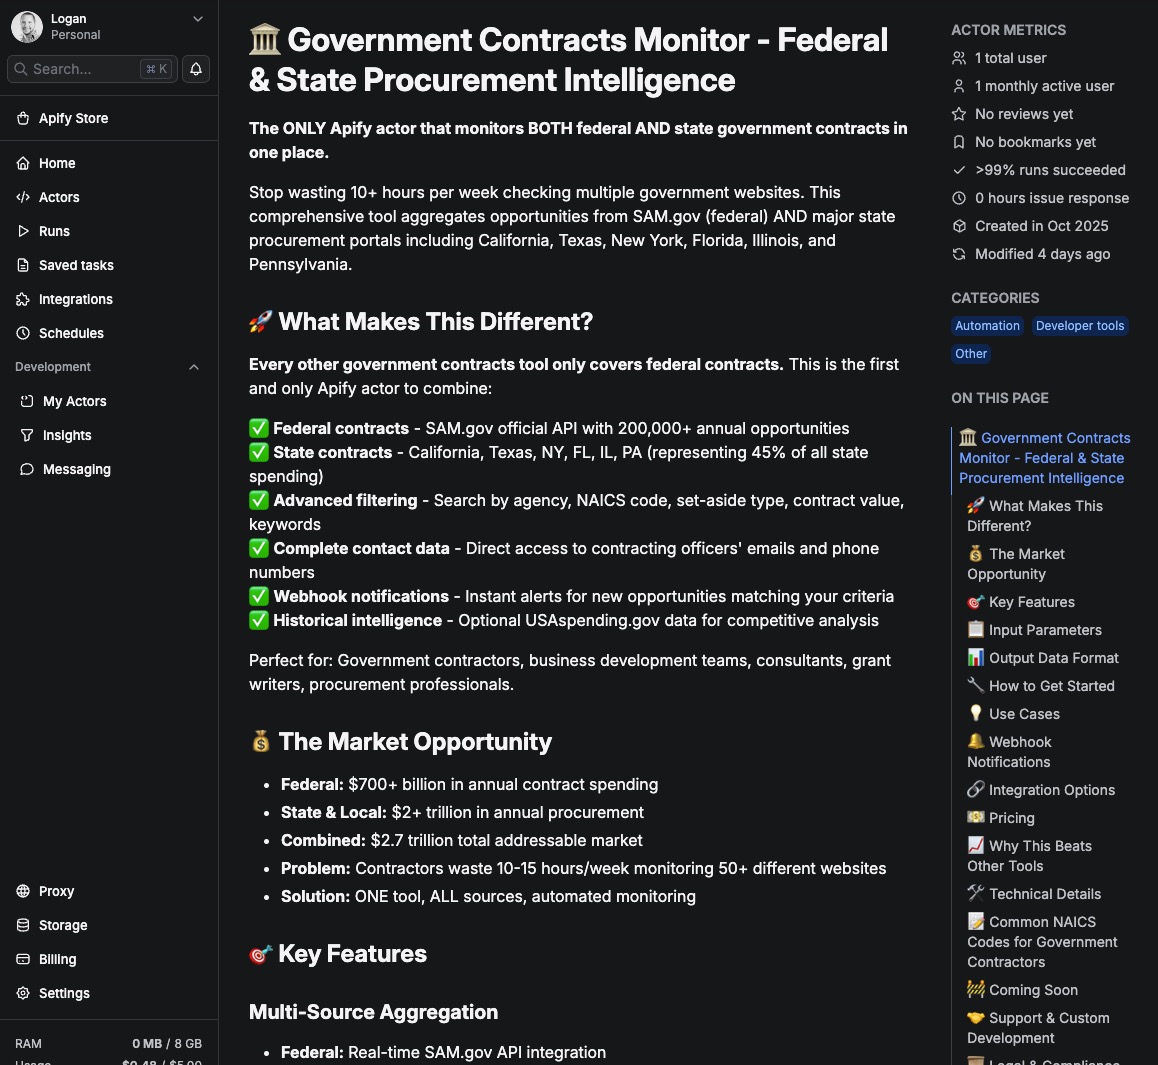 Logan
Personal
Search...
⌘ K
Apify Store
Home
Actors
Runs
Saved tasks
Integrations
Schedules
Development
My Actors
Insights
Messaging
Proxy
Storage
Billing
Settings
RAM 0 MB / 8 GB
Usage $0.48 / $5.00
🏛️ Government Contracts Monitor - Federal
& State Procurement Intelligence
The ONLY Apify actor that monitors BOTH federal AND state government contracts in
one place.
Stop wasting 10+ hours per week checking multiple government websites. This
comprehensive tool aggregates opportunities from SAM.gov (federal) AND major state
procurement portals including California, Texas, New York, Florida, Illinois, and
Pennsylvania.
🚀 What Makes This Different?
Every other government contracts tool only covers federal contracts. This is the first
and only Apify actor to combine:
✅ Federal contracts - SAM.gov official API with 200,000+ annual opportunities
✅ State contracts - California, Texas, NY, FL, IL, PA (representing 45% of all state
spending)
✅ Advanced filtering - Search by agency, NAICS code, set-aside type, contract value,
keywords
✅ Complete contact data - Direct access to contracting officers' emails and phone
numbers
✅ Webhook notifications - Instant alerts for new opportunities matching your criteria
✅ Historical intelligence - Optional USAspending.gov data for competitive analysis
Perfect for: Government contractors, business development teams, consultants, grant
writers, procurement professionals.
💰 The Market Opportunity
• Federal: $700+ billion in annual contract spending
• State & Local: $2+ trillion in annual procurement
• Combined: $2.7 trillion total addressable market
• Problem: Contractors waste 10-15 hours/week monitoring 50+ different websites
• Solution: ONE tool, ALL sources, automated monitoring
🎯 Key Features
Multi-Source Aggregation
• Federal: Real-time SAM.gov API integration
ACTOR METRICS
1 total user
1 monthly active user
No reviews yet
No bookmarks yet
>99% runs succeeded
0 hours issue response
Created in Oct 2025
Modified 4 days ago
CATEGORIES
Automation Developer tools
Other
ON THIS PAGE
🏛️ Government Contracts
Monitor - Federal & State
Procurement Intelligence
🚀 What Makes This
Different?
💰 The Market
Opportunity
🎯 Key Features
📋 Input Parameters
📊 Output Data Format
🔧 How to Get Started
💡 Use Cases
🔔 Webhook
Notifications
🔗 Integration Options
💵 Pricing
📈 Why This Beats
Other Tools
🛠️ Technical Details
📝 Common NAICS
Codes for Government
Contractors
🚧 Coming Soon
🤝 Support & Custom
Development
📜 Legal & Compliance